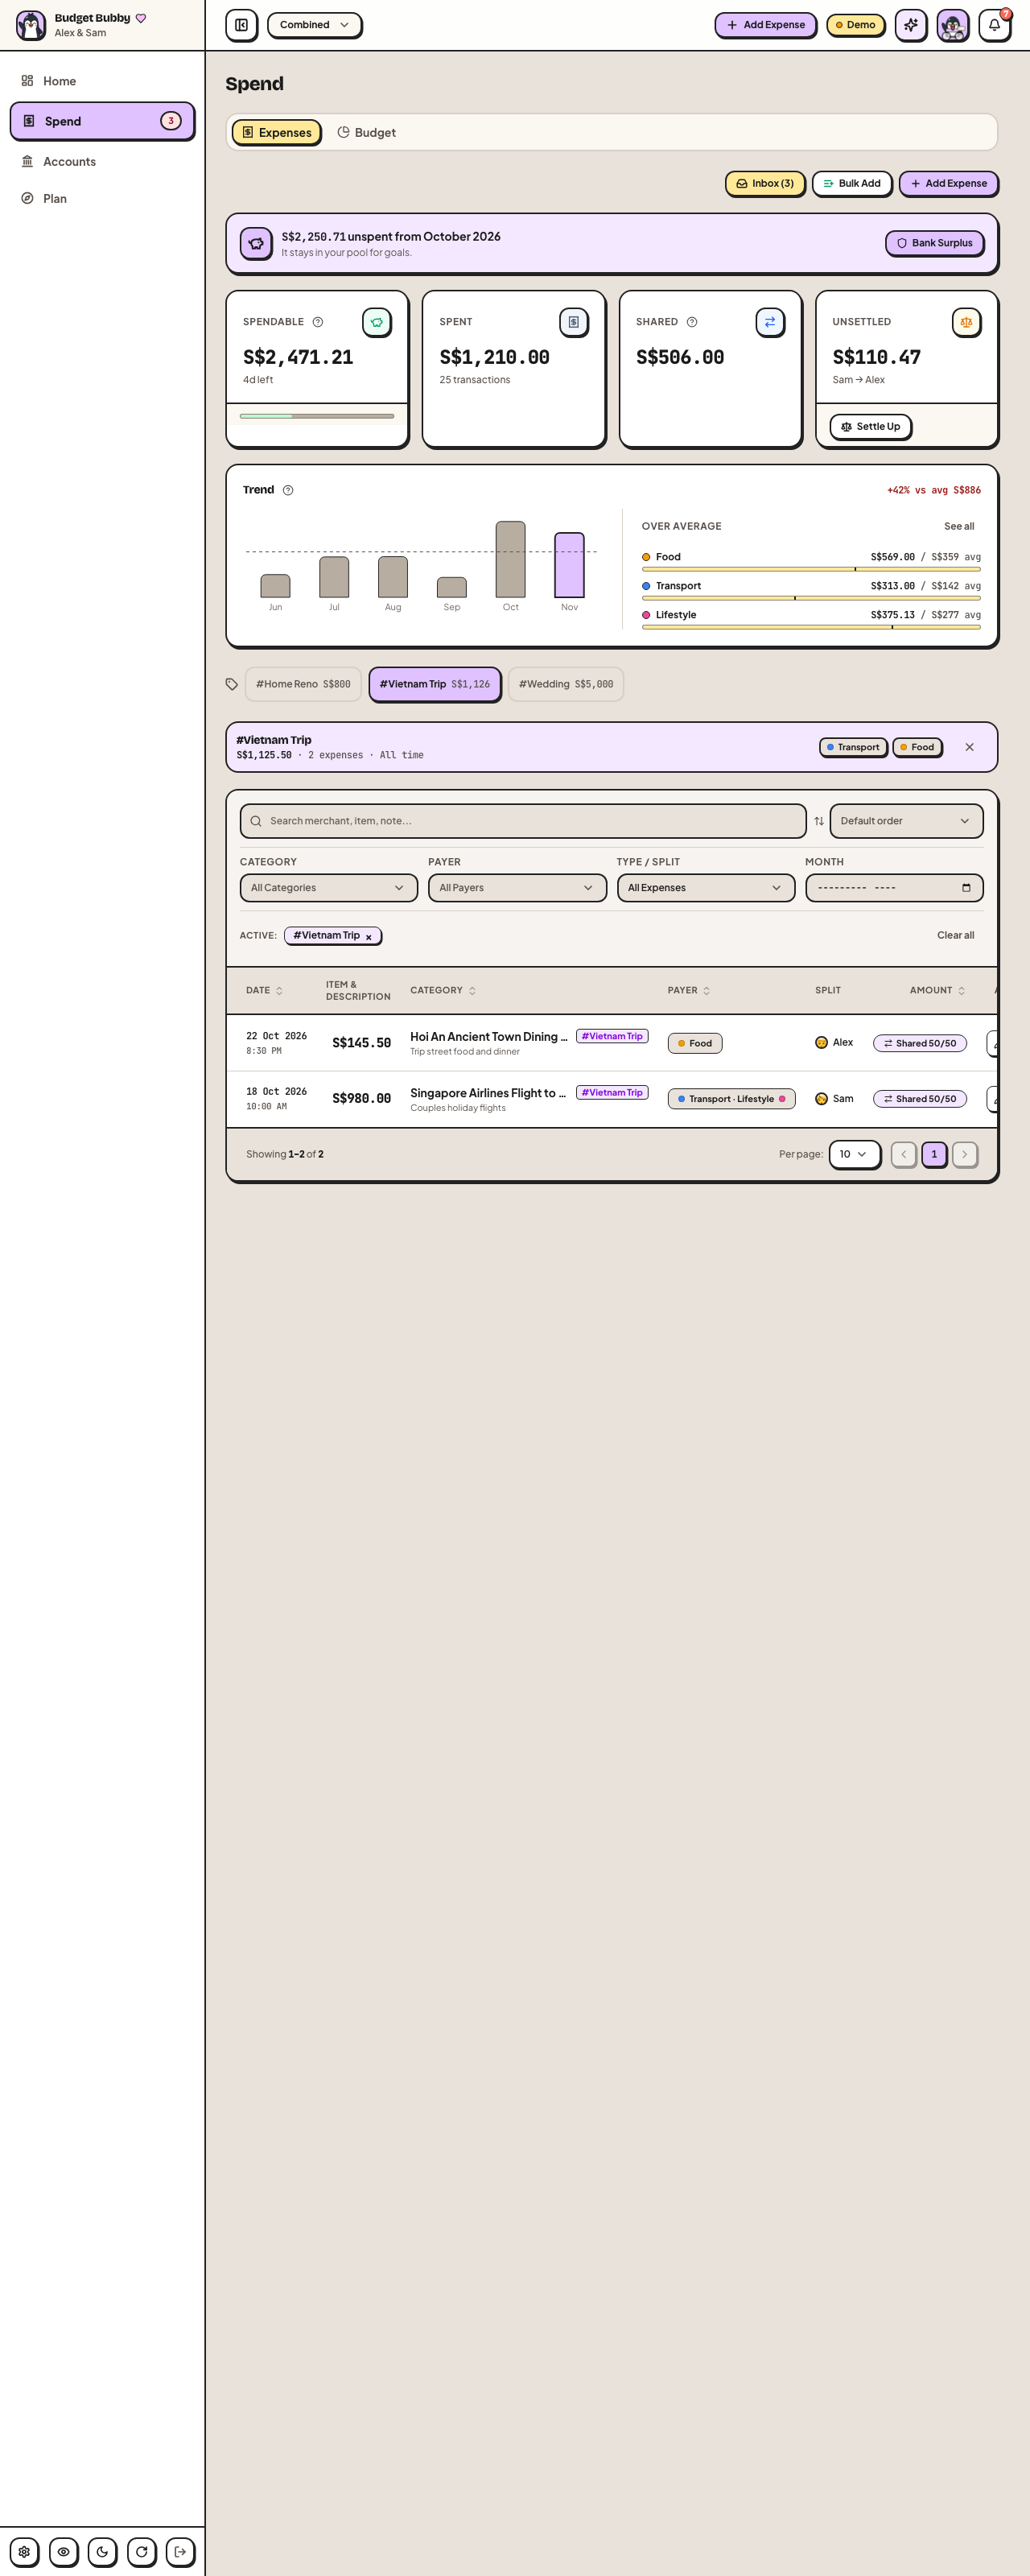 Budget Bubby
Alex & Sam
Combined
Add Expense
Demo
7
Home
Spend
3
Accounts
Plan
Spend
Expenses
Budget
Inbox (3)
Bulk Add
Add Expense
S$2,250.71 unspent from October 2026
It stays in your pool for goals.
Bank Surplus
SPENDABLE
S$2,471.21
4d left
SPENT
S$1,210.00
25 transactions
SHARED
S$506.00
UNSETTLED
S$110.47
Sam → Alex
Settle Up
Trend
+42% vs avg S$886
Jun
Jul
Aug
Sep
Oct
Nov
OVER AVERAGE
See all
Food
S$569.00 / S$359 avg
Transport
S$313.00 / S$142 avg
Lifestyle
S$375.13 / S$277 avg
#Home Reno S$800
#Vietnam Trip S$1,126
#Wedding S$5,000
#Vietnam Trip
S$1,125.50 · 2 expenses · All time
Transport
Food
Search merchant, item, note...
Default order
CATEGORY
PAYER
TYPE / SPLIT
MONTH
All Categories
All Payers
All Expenses
--------- ----
ACTIVE:
#Vietnam Trip ×
Clear all
DATE
ITEM &
DESCRIPTION
CATEGORY
PAYER
SPLIT
AMOUNT
22 Oct 2026
8:30 PM
S$145.50
Hoi An Ancient Town Dining ...
Trip street food and dinner
#Vietnam Trip
Food
Alex
Shared 50/50
18 Oct 2026
10:00 AM
S$980.00
Singapore Airlines Flight to ...
Couples holiday flights
#Vietnam Trip
Transport · Lifestyle
Sam
Shared 50/50
Showing 1–2 of 2
Per page:
10
1